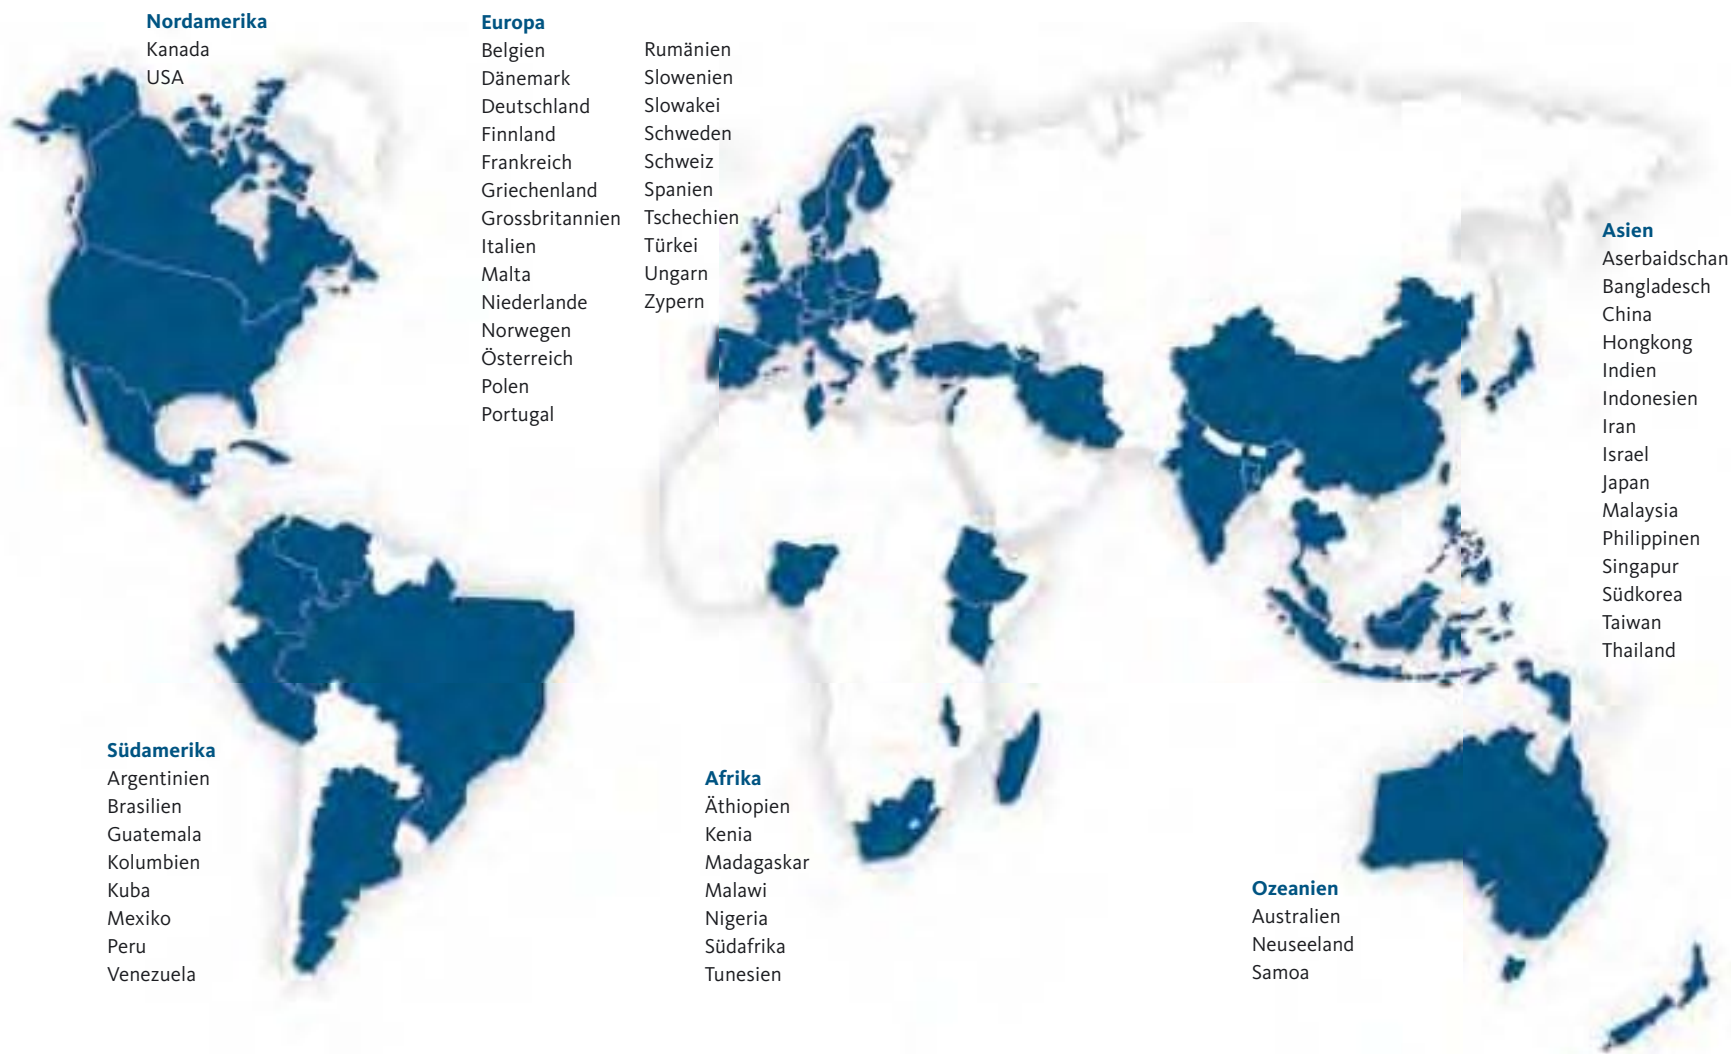 Nordamerika
Kanada
USA
Europa
Belgien
Dänemark
Deutschland
Finnland
Frankreich
Griechenland
Grossbritannien
Italien
Malta
Niederlande
Norwegen
Österreich
Polen
Portugal
Rumänien
Slowenien
Slowakei
Schweden
Schweiz
Spanien
Tschechien
Türkei
Ungarn
Zypern
Asien
Aserbaidschan
Bangladesch
China
Hongkong
Indien
Indonesien
Iran
Israel
Japan
Malaysia
Philippinen
Singapur
Südkorea
Taiwan
Thailand
Südamerika
Argentinien
Brasilien
Guatemala
Kolumbien
Kuba
Mexiko
Peru
Venezuela
Afrika
Äthiopien
Kenia
Madagaskar
Malawi
Nigeria
Südafrika
Tunesien
Ozeanien
Australien
Neuseeland
Samoa